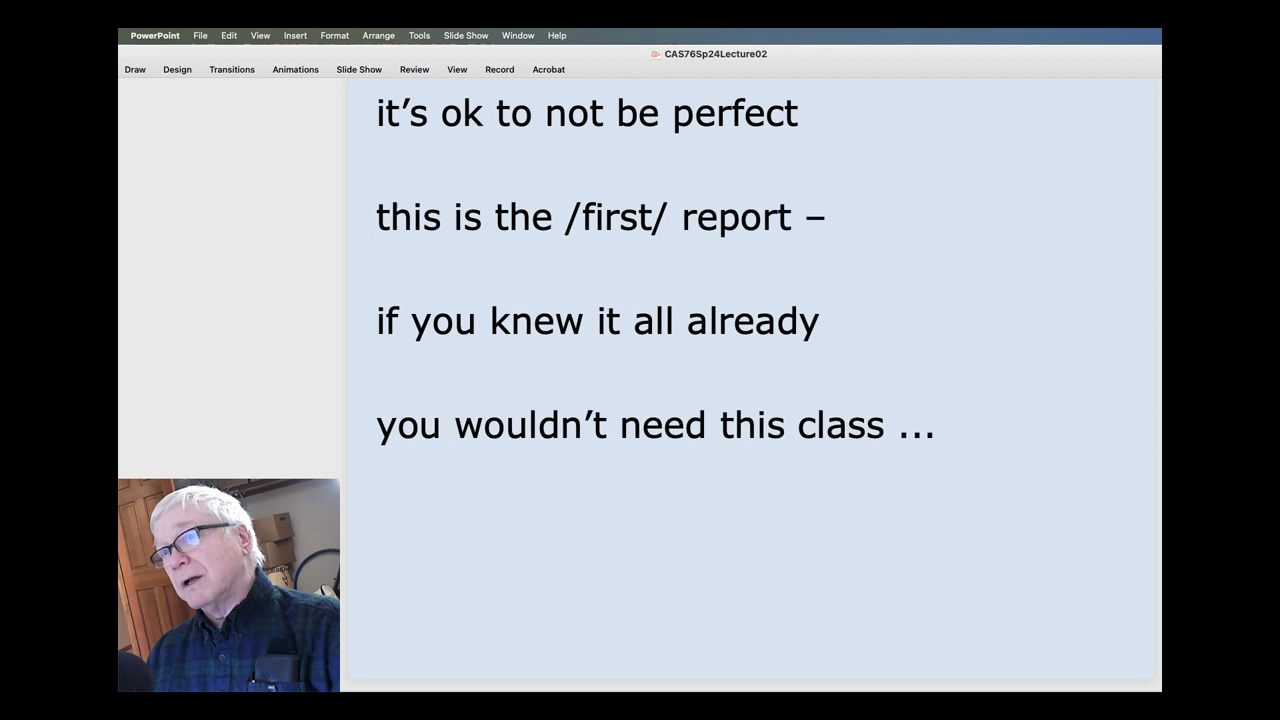 PowerPoint File Edit View Insert Format Arrange Tools Slide Show Window Help
CAS76Sp24Lecture02
Draw Design Transitions Animations Slide Show Review View Record Acrobat
it’s ok to not be perfect
this is the /first/ report –
if you knew it all already
you wouldn’t need this class ...